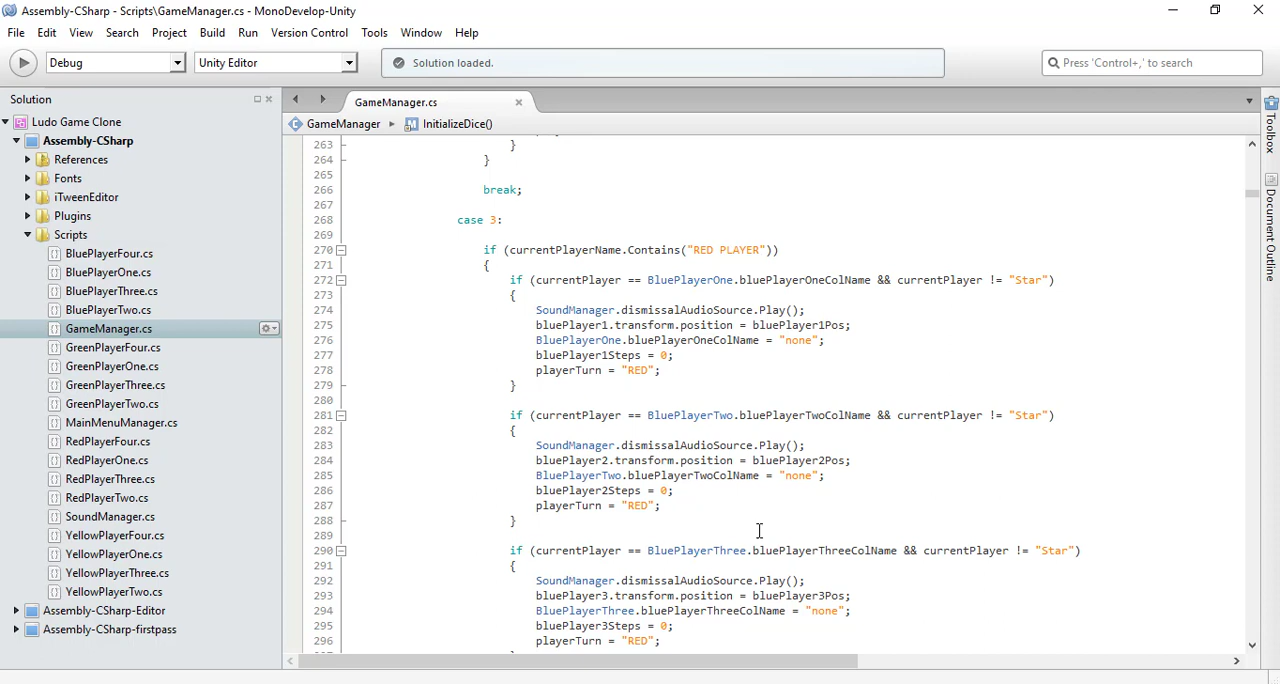 Assembly-CSharp - Scripts\GameManager.cs - MonoDevelop-Unity
File Edit View Search Project Build Run Version Control Tools Window Help
Debug Unity Editor Solution loaded. Press 'Control+,' to search
Solution
GameManager.cs
GameManager InitializeDice()
Ludo Game Clone
Assembly-CSharp
References
Fonts
iTweenEditor
Plugins
Scripts
BluePlayerFour.cs
BluePlayerOne.cs
BluePlayerThree.cs
BluePlayerTwo.cs
GameManager.cs
GreenPlayerFour.cs
GreenPlayerOne.cs
GreenPlayerThree.cs
GreenPlayerTwo.cs
MainMenuManager.cs
RedPlayerFour.cs
RedPlayerOne.cs
RedPlayerThree.cs
RedPlayerTwo.cs
SoundManager.cs
YellowPlayerFour.cs
YellowPlayerOne.cs
YellowPlayerThree.cs
YellowPlayerTwo.cs
Assembly-CSharp-Editor
Assembly-CSharp-firstpass
263 }
264 }
265
266 break;
267
268 case 3:
269
270 if (currentPlayerName.Contains("RED PLAYER"))
271 {
272 if (currentPlayer == BluePlayerOne.bluePlayerOneColName && currentPlayer != "Star")
273 {
274 SoundManager.dismissalAudioSource.Play();
275 bluePlayer1.transform.position = bluePlayer1Pos;
276 BluePlayerOne.bluePlayerOneColName = "none";
277 bluePlayer1Steps = 0;
278 playerTurn = "RED";
279 }
280
281 if (currentPlayer == BluePlayerTwo.bluePlayerTwoColName && currentPlayer != "Star")
282 {
283 SoundManager.dismissalAudioSource.Play();
284 bluePlayer2.transform.position = bluePlayer2Pos;
285 BluePlayerTwo.bluePlayerTwoColName = "none";
286 bluePlayer2Steps = 0;
287 playerTurn = "RED";
288 }
289
290 if (currentPlayer == BluePlayerThree.bluePlayerThreeColName && currentPlayer != "Star")
291 {
292 SoundManager.dismissalAudioSource.Play();
293 bluePlayer3.transform.position = bluePlayer3Pos;
294 BluePlayerThree.bluePlayerThreeColName = "none";
295 bluePlayer3Steps = 0;
296 playerTurn = "RED";
Toolbox
Document Outline